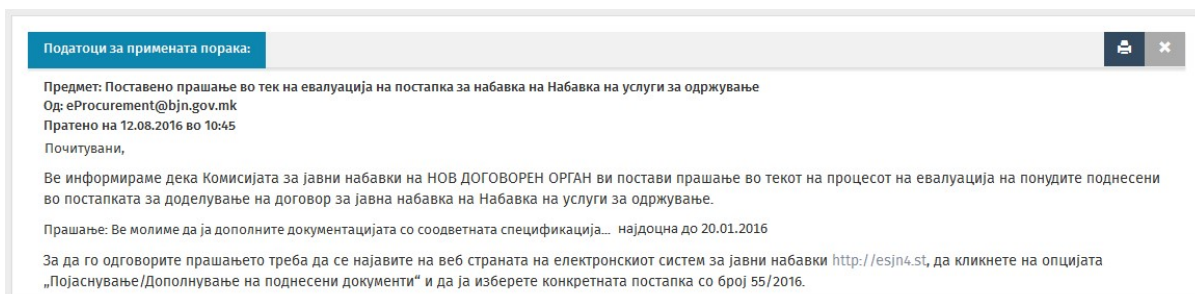 Податоци за примената порака:
Предмет: Поставено прашање во тек на евалуација на постапка за набавка на Набавка на услуги за одржување
Од: eProcurement@bjn.gov.mk
Пратено на 12.08.2016 во 10:45
Почитувани,
Ве информираме дека Комисијата за јавни набавки на НОВ ДОГОВОРЕН ОРГАН ви постави прашање во текот на процесот на евалуација на понудите поднесени
во постапката за доделување на договор за јавна набавка на Набавка на услуги за одржување.
Прашање: Ве молиме да ја дополните документацијата со соодветната спецификација... најдоцна до 20.01.2016
За да го одговорите прашањето треба да се најавите на веб страната на електронскиот систем за јавни набавки http://esjn4.st, да кликнете на опцијата
„Појаснување/Дополнување на поднесени документи“ и да ја изберете конкретната постапка со број 55/2016.